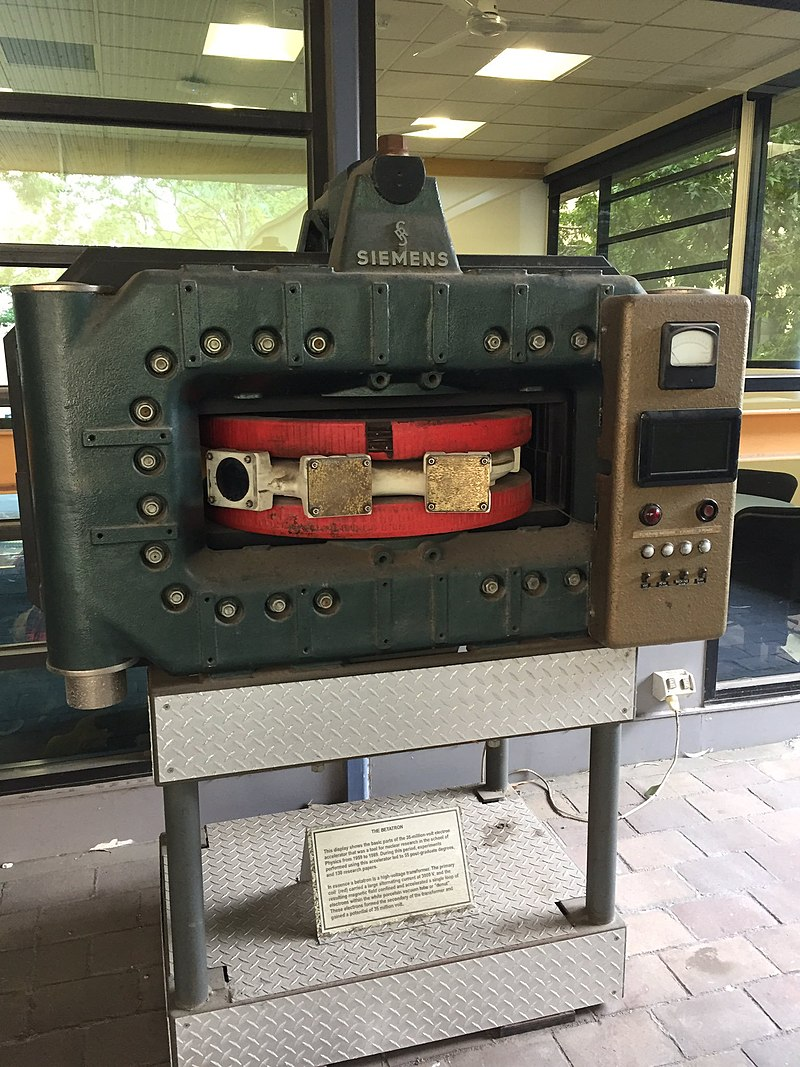 SIEMENS
THE BETATRON
This display shows the basic parts of the 35-million-volt electron
accelerator that was a tool for nuclear research in the school of
Physics from 1959 to 1989. During this period, experiments
performed using this accelerator led to 55 post-graduate degrees,
and 130 research papers.
In essence a betatron is a high-voltage transformer. The primary
coil (red) carried a large alternating current at 3000 V, and the
resulting magnetic field confined and accelerated a single loop of
electrons within the white porcelain vacuum tube or "donut".
These electrons formed the secondary of the transformer and
gained a potential of 35 million volt.